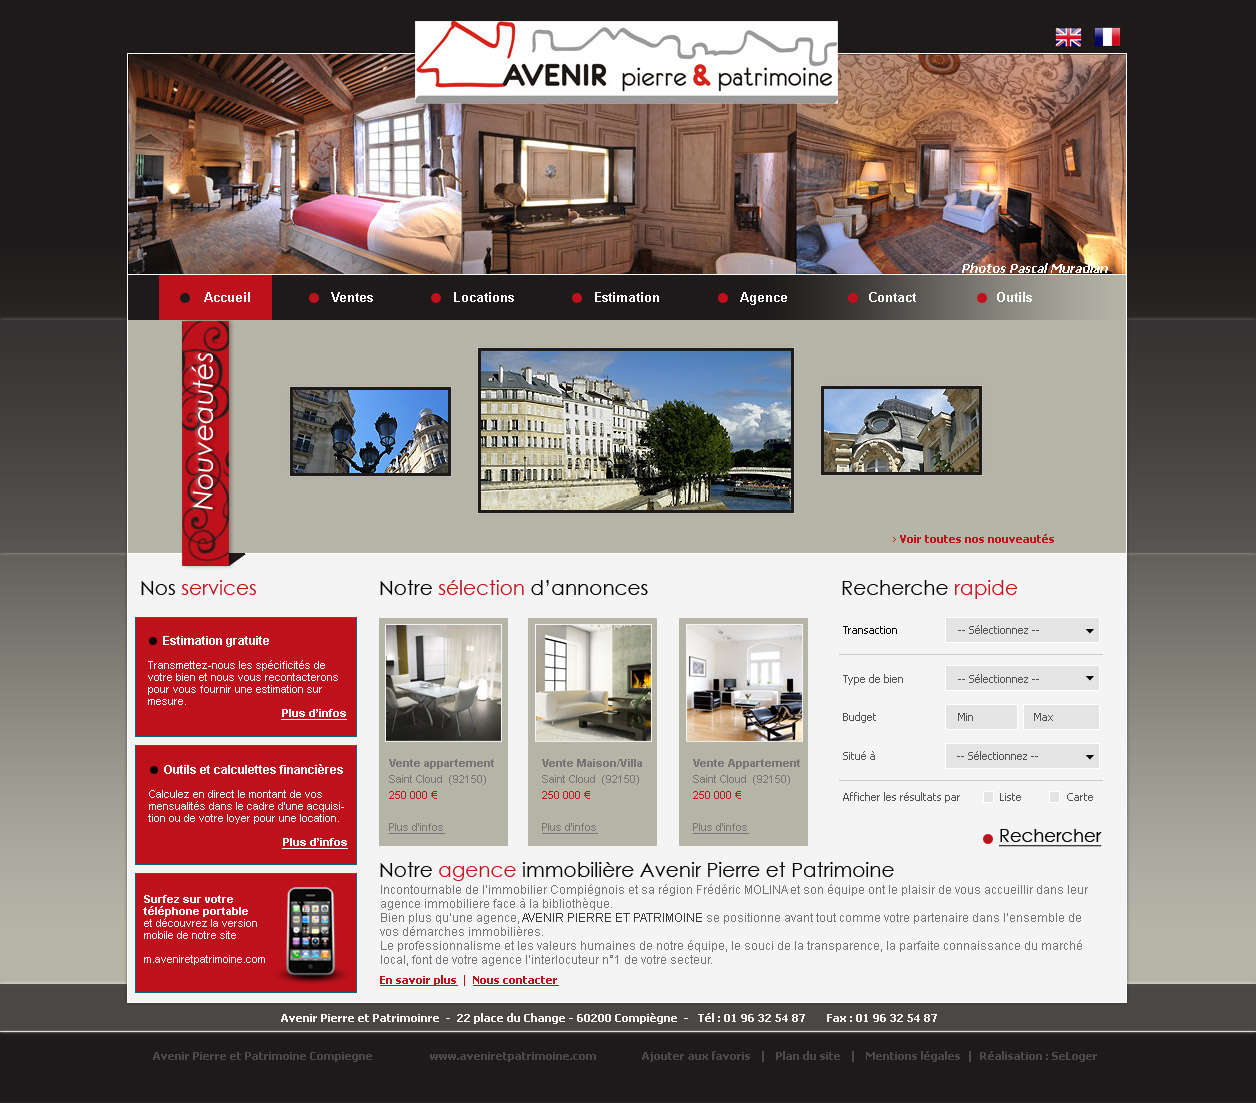 AVENIR pierre & patrimoine
Photos Pascal Muradian
Accueil
Ventes
Locations
Estimation
Agence
Contact
Outils
Nouveautés
› Voir toutes nos nouveautés
Nos services
Estimation gratuite
Transmettez-nous les spécificités de
votre bien et nous vous recontacterons
pour vous fournir une estimation sur
mesure.
Plus d'infos
Outils et calculettes financières
Calculez en direct le montant de vos
mensualités dans le cadre d'une acquisi-
tion ou de votre loyer pour une location.
Plus d'infos
Surfez sur votre
téléphone portable
et découvrez la version
mobile de notre site
m.aveniretpatrimoine.com
Notre sélection d'annonces
Vente appartement
Saint Cloud (92150)
250 000 €
Plus d'infos
Vente Maison/Villa
Saint Cloud (92150)
250 000 €
Plus d'infos
Vente Appartement
Saint Cloud (92150)
250 000 €
Plus d'infos
Recherche rapide
Transaction
-- Sélectionnez --
Type de bien
-- Sélectionnez --
Budget
Min
Max
Situé à
-- Sélectionnez --
Afficher les résultats par
Liste
Carte
Rechercher
Notre agence immobilière Avenir Pierre et Patrimoine
Incontournable de l'immobilier Compiégnois et sa région Frédéric MOLINA et son équipe ont le plaisir de vous accueillir dans leur
agence immobiliere face à la bibliothèque.
Bien plus qu'une agence, AVENIR PIERRE ET PATRIMOINE se positionne avant tout comme votre partenaire dans l'ensemble de
vos démarches immobilières.
Le professionnalisme et les valeurs humaines de notre équipe, le souci de la transparence, la parfaite connaissance du marché
local, font de votre agence l'interlocuteur n°1 de votre secteur.
En savoir plus | Nous contacter
Avenir Pierre et Patrimoinre - 22 place du Change - 60200 Compiègne - Tél : 01 96 32 54 87 Fax : 01 96 32 54 87
Avenir Pierre et Patrimoine Compiegne www.aveniretpatrimoine.com Ajouter aux favoris | Plan du site | Mentions légales | Réalisation : SeLoger